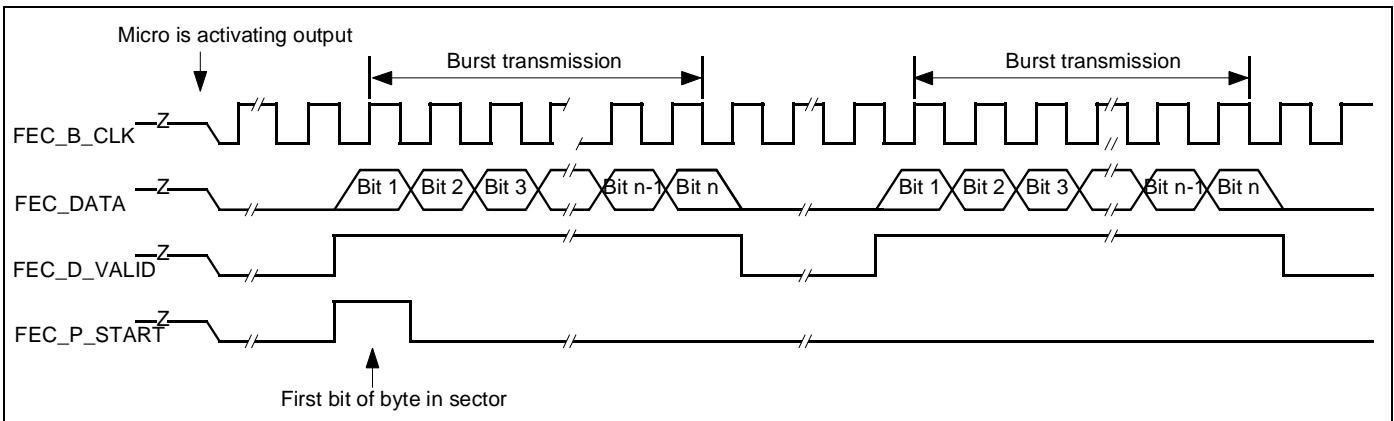 Micro is activating output
Burst transmission Burst transmission
FEC_B_CLK Z
FEC_DATA Z Bit 1 Bit 2 Bit 3 Bit n-1 Bit n Bit 1 Bit 2 Bit 3 Bit n-1 Bit n
FEC_D_VALID Z
FEC_P_START Z
First bit of byte in sector